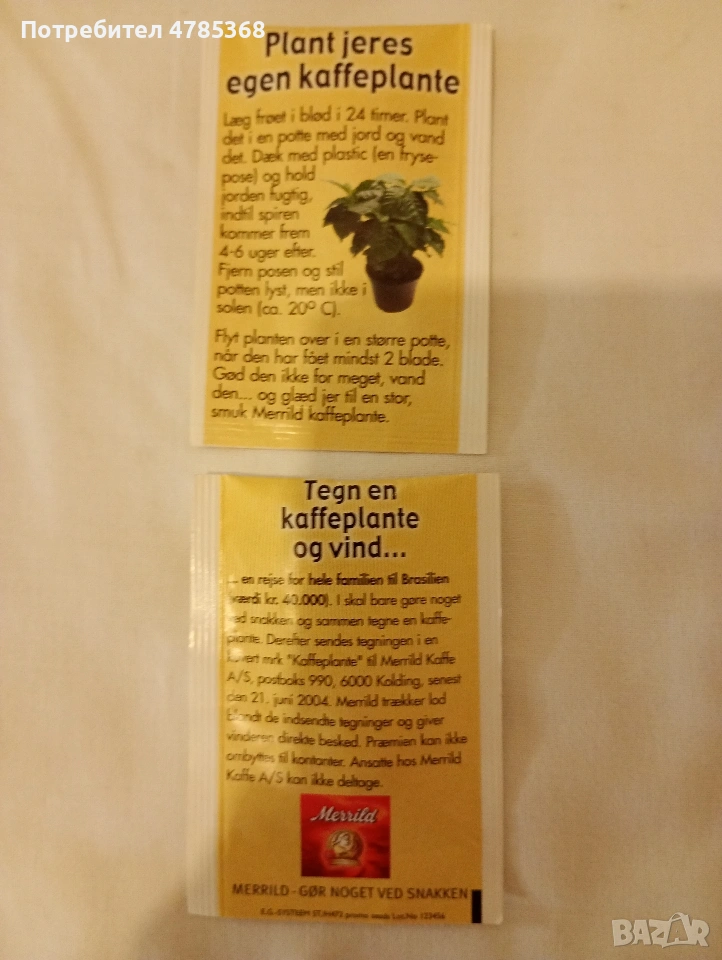 Потребител 4785368
Plant jeres
egen kaffeplante
Læg frøet i blød i 24 timer. Plant
det i en potte med jord og vand
det. Dæk med plastic (en fryse-
pose) og hold
jorden fugtig,
indtil spiren
kommer frem
4-6 uger efter.
Fjern posen og stil
potten lyst, men ikke i
solen (ca. 20° C).
Flyt planten over i en større potte,
når den har fået mindst 2 blade.
Gød den ikke for meget, vand
den... og glæd jer til en stor,
smuk Merrild kaffeplante.
Tegn en
kaffeplante
og vind...
... en rejse for hele familien til Brasilien
(værdi kr. 40.000). I skal bare gøre noget
ved snakken og sammen tegne en kaffe-
plante. Derefter sendes tegningen i en
kuvert mrk "Kaffeplante" til Merrild Kaffe
A/S, postboks 990, 6000 Kolding, senest
den 21. juni 2004. Merrild trækker lod
blandt de indsendte tegninger og giver
vinderen direkte besked. Præmien kan ikke
ombyttes til kontanter. Ansatte hos Merrild
Kaffe A/S kan ikke deltage.
Merrild
MERRILD - GØR NOGET VED SNAKKEN
promo seeds Lot.No 123456
BAZAR